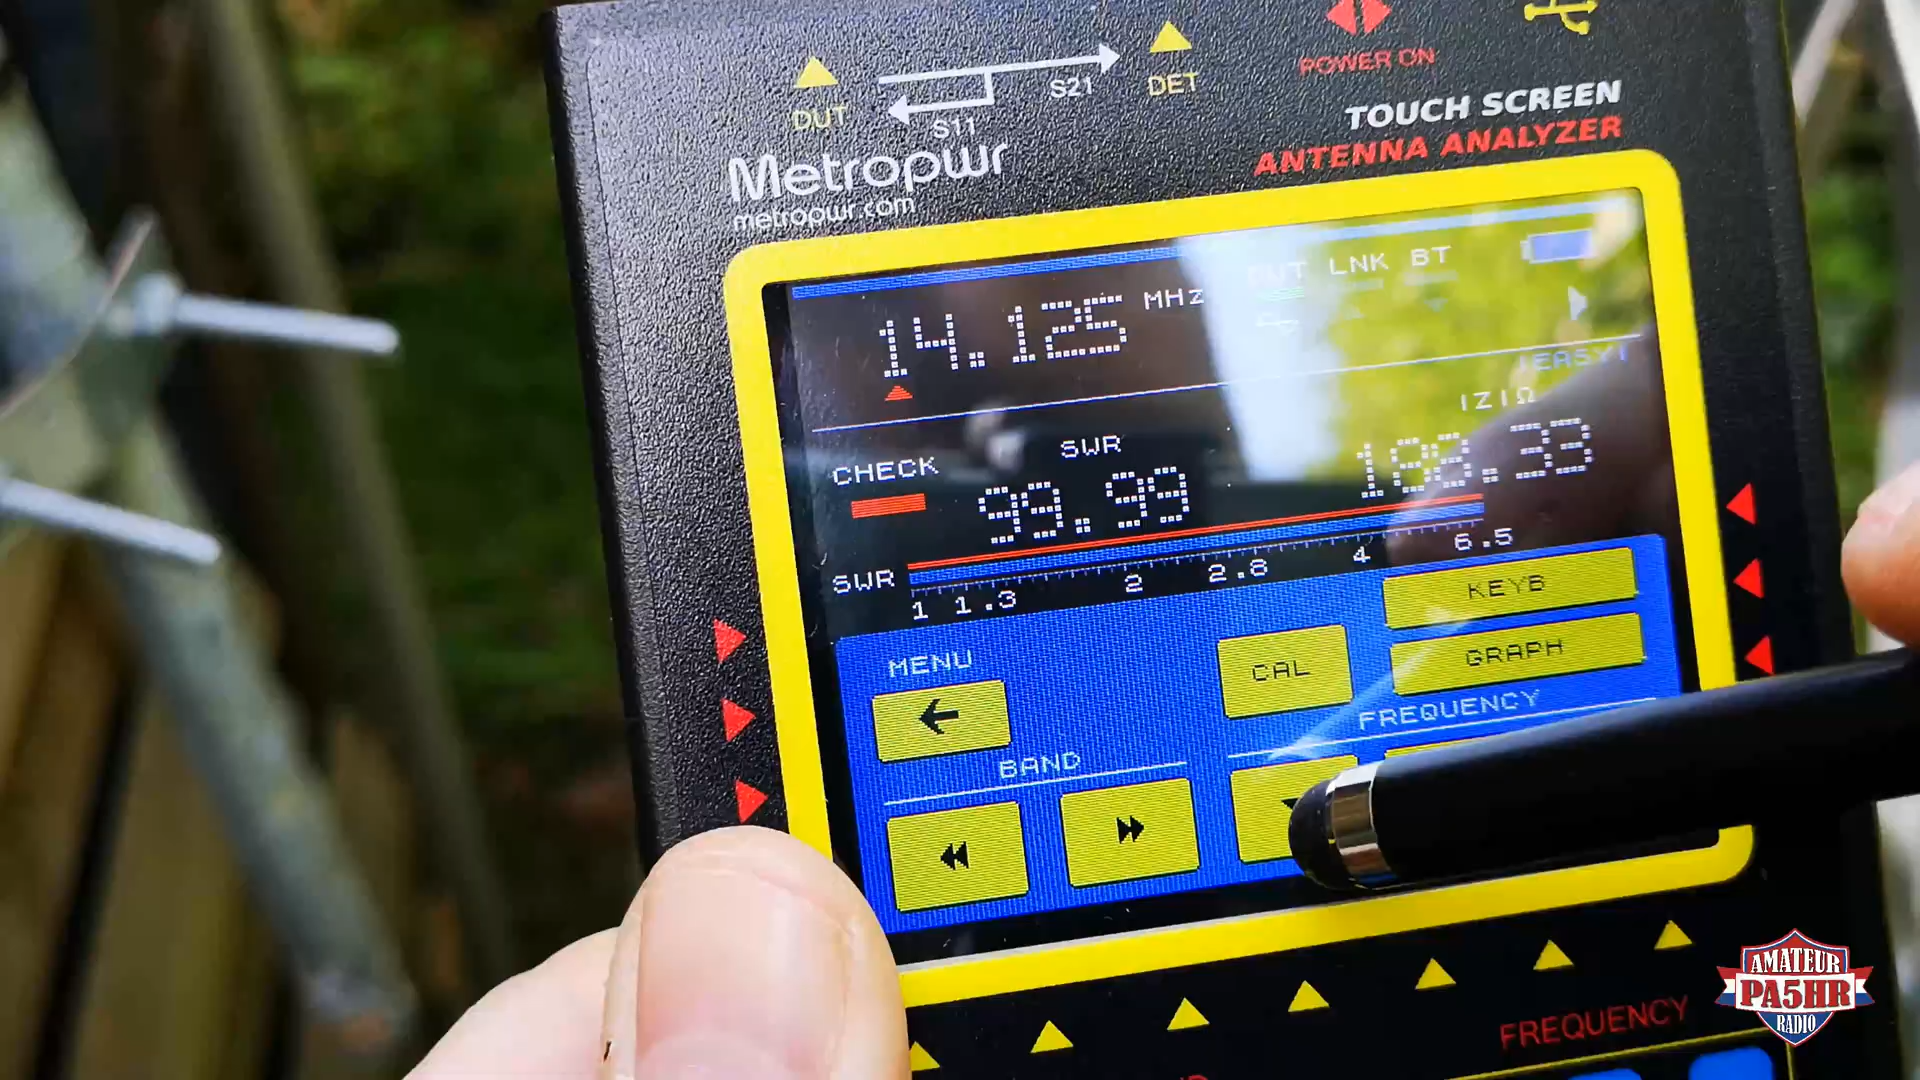 POWER ON
DUT
S21
S11
DET
TOUCH SCREEN
ANTENNA ANALYZER
Metropwr
metropwr.com
14.125 MHz
DUT LNK BT
CHECK
SWR
99.99
|Z|Ω
SWR
1 1.3 2 2.8 4 6.5
MENU
CAL
KEYB
GRAPH
FREQUENCY
BAND
FREQUENCY
AMATEUR
PA5HR
RADIO